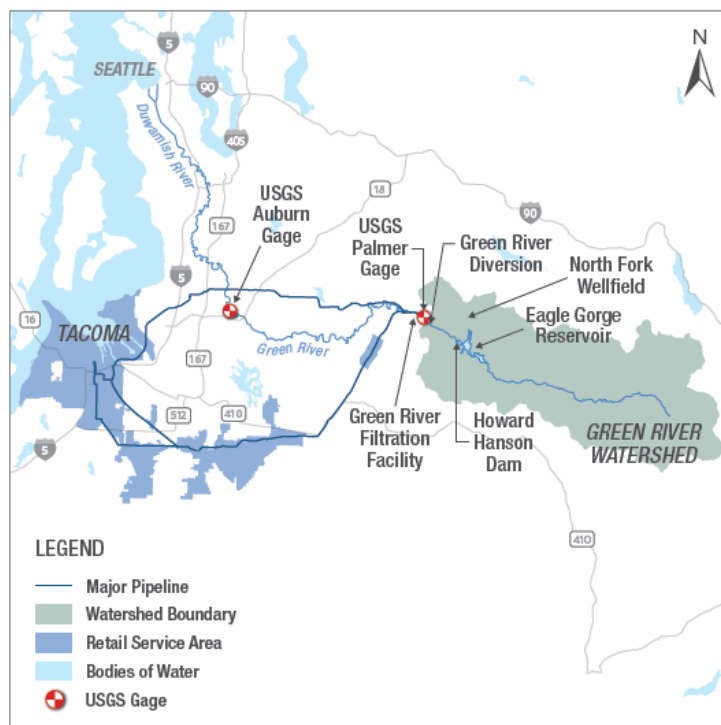 N
5
SEATTLE
90
Duwamish River
405
USGS
Auburn
Gage
18
167
USGS
Palmer
Gage
90
Green River
Diversion
North Fork
Wellfield
5
16
TACOMA
Eagle Gorge
Reservoir
Green River
167
512
410
Green River
Filtration
Facility
Howard
Hanson
Dam
GREEN RIVER
WATERSHED
5
410
LEGEND
Major Pipeline
Watershed Boundary
Retail Service Area
Bodies of Water
USGS Gage